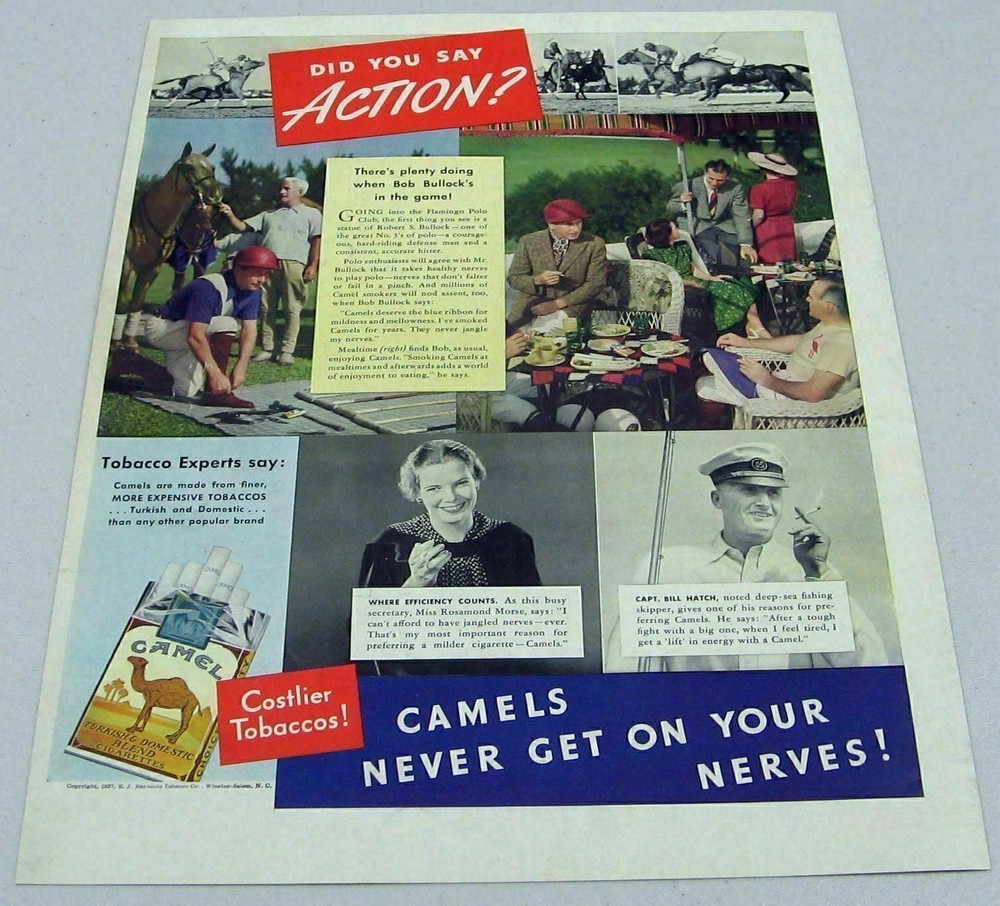 DID YOU SAY
ACTION?
There's plenty doing
when Bob Bullock's
in the game!
GOING into the Flamingo Polo
Club, the first thing you see is a
statue of Robert S. Bullock—one of
the great No. 3's of polo—a courage-
ous, hard-riding defense man and a
consistent, accurate hitter.
Polo enthusiasts will agree with Mr.
Bullock that it takes healthy nerves
to play polo—nerves that don't falter
or fail in a pinch. And millions of
Camel smokers will nod assent, too,
when Bob Bullock says:
"Camels deserve the blue ribbon for
mildness and mellowness. I've smoked
Camels for years. They never jangle
my nerves."
Mealtime (right) finds Bob, as usual,
enjoying Camels. "Smoking Camels at
mealtimes and afterwards adds a world
of enjoyment to eating," he says.
Tobacco Experts say:
Camels are made from finer,
MORE EXPENSIVE TOBACCOS
. . . Turkish and Domestic . . .
than any other popular brand
WHERE EFFICIENCY COUNTS. As this busy
secretary, Miss Rosamond Morse, says: "I
can't afford to have jangled nerves—ever.
That's my most important reason for
preferring a milder cigarette—Camels."
CAPT. BILL HATCH, noted deep-sea fishing
skipper, gives one of his reasons for pre-
ferring Camels. He says: "After a tough
fight with a big one, when I feel tired, I
get a 'lift' in energy with a Camel."
CAMEL
TURKISH & DOMESTIC
BLEND
CIGARETTES
CHOICE
Costlier
Tobaccos!
CAMELS
NEVER GET ON YOUR
NERVES!
Copyright, 1937, R. J. Reynolds Tobacco Co., Winston-Salem, N. C.